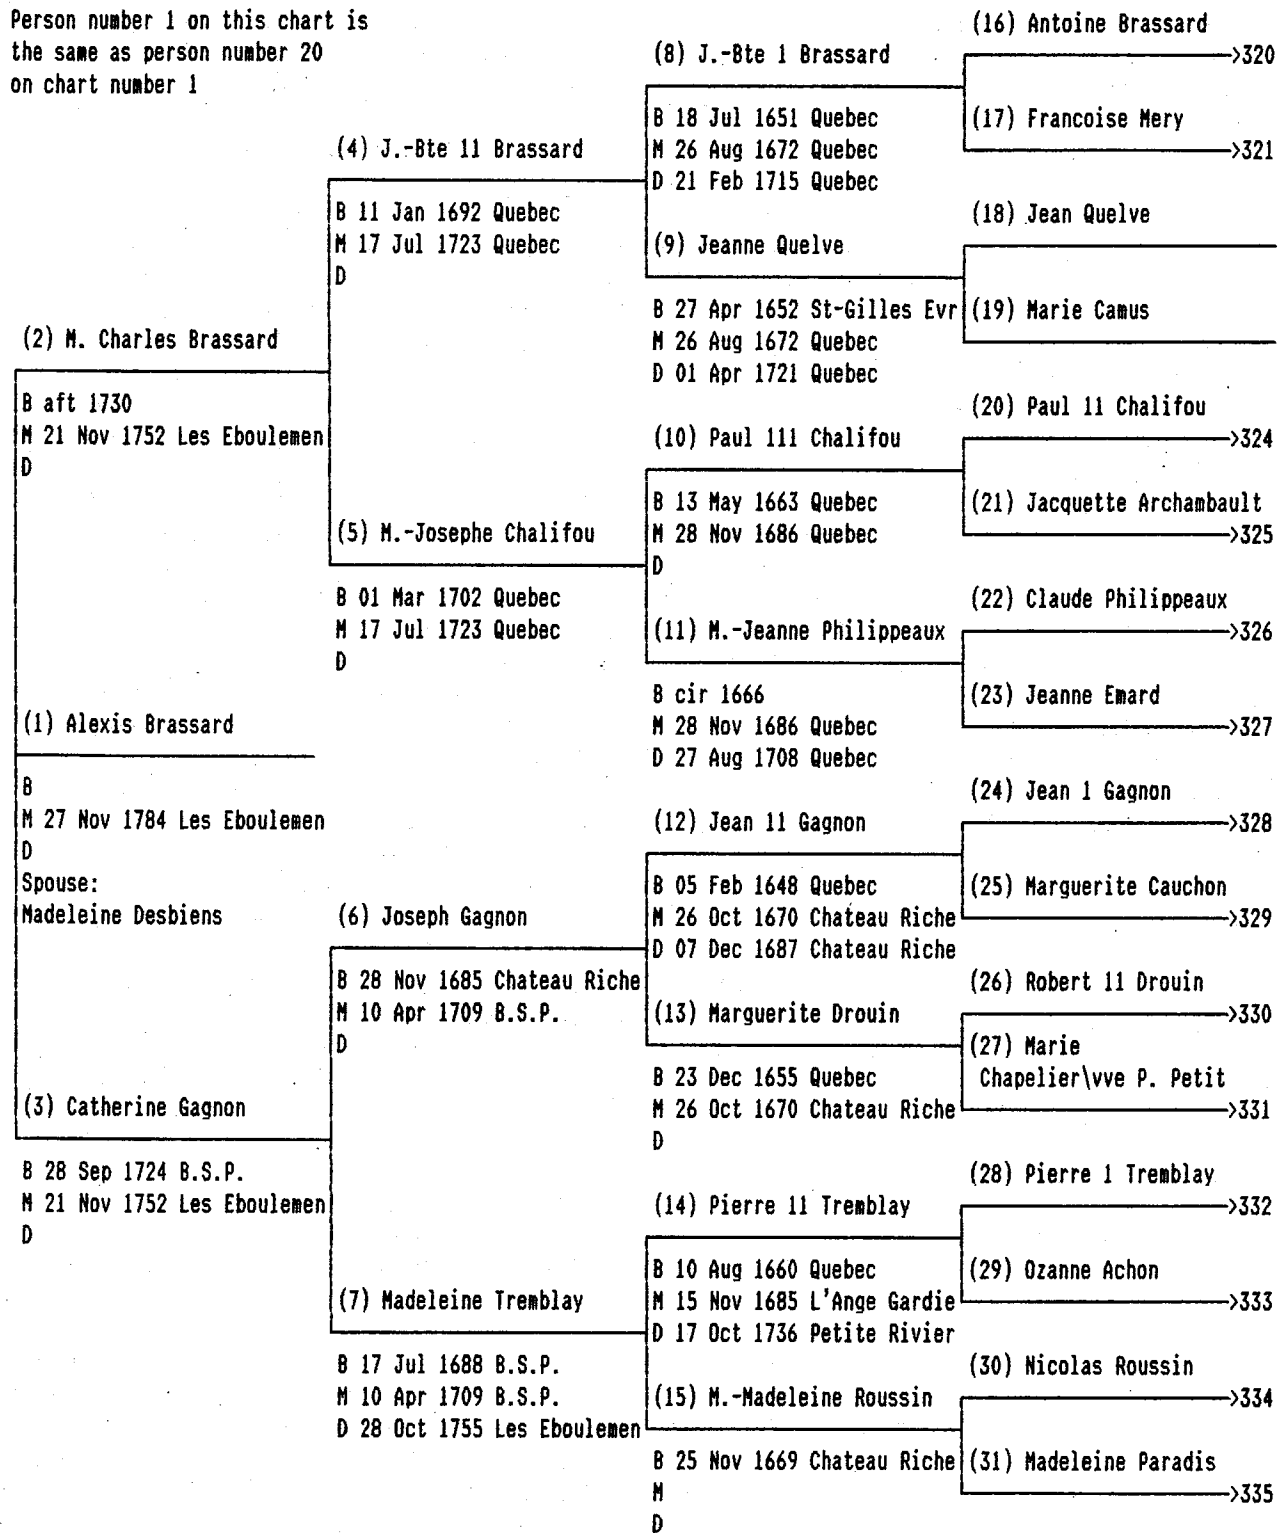 Person number 1 on this chart is
the same as person number 20
on chart number 1
(2) M. Charles Brassard
B aft 1730
M 21 Nov 1752 Les Eboulemen
D
(1) Alexis Brassard
B
M 27 Nov 1784 Les Eboulemen
D
Spouse:
Madeleine Desbiens
(3) Catherine Gagnon
B 28 Sep 1724 B.S.P.
M 21 Nov 1752 Les Eboulemen
D
(4) J.-Bte 11 Brassard
B 11 Jan 1692 Quebec
M 17 Jul 1723 Quebec
D
(5) M.-Josephe Chalifou
B 01 Mar 1702 Quebec
M 17 Jul 1723 Quebec
D
(6) Joseph Gagnon
B 28 Nov 1685 Chateau Riche
M 10 Apr 1709 B.S.P.
D
(7) Madeleine Tremblay
B 17 Jul 1688 B.S.P.
M 10 Apr 1709 B.S.P.
D 28 Oct 1755 Les Eboulemen
(8) J.-Bte 1 Brassard
B 18 Jul 1651 Quebec
M 26 Aug 1672 Quebec
D 21 Feb 1715 Quebec
(9) Jeanne Quelve
B 27 Apr 1652 St-Gilles Evr
M 26 Aug 1672 Quebec
D 01 Apr 1721 Quebec
(10) Paul 111 Chalifou
B 13 May 1663 Quebec
M 28 Nov 1686 Quebec
D
(11) M.-Jeanne Philippeaux
B cir 1666
M 28 Nov 1686 Quebec
D 27 Aug 1708 Quebec
(12) Jean 11 Gagnon
B 05 Feb 1648 Quebec
M 26 Oct 1670 Chateau Riche
D 07 Dec 1687 Chateau Riche
(13) Marguerite Drouin
B 23 Dec 1655 Quebec
M 26 Oct 1670 Chateau Riche
D
(14) Pierre 11 Tremblay
B 10 Aug 1660 Quebec
M 15 Nov 1685 L'Ange Gardie
D 17 Oct 1736 Petite Rivier
(15) M.-Madeleine Roussin
B 25 Nov 1669 Chateau Riche
M
D
(16) Antoine Brassard
>320
(17) Francoise Mery
>321
(18) Jean Quelve
(19) Marie Camus
(20) Paul 11 Chalifou
>324
(21) Jacquette Archambault
>325
(22) Claude Philippeaux
>326
(23) Jeanne Emard
>327
(24) Jean 1 Gagnon
>328
(25) Marguerite Cauchon
>329
(26) Robert 11 Drouin
>330
(27) Marie
Chapelier\vve P. Petit
>331
(28) Pierre 1 Tremblay
>332
(29) Ozanne Achon
>333
(30) Nicolas Roussin
>334
(31) Madeleine Paradis
>335